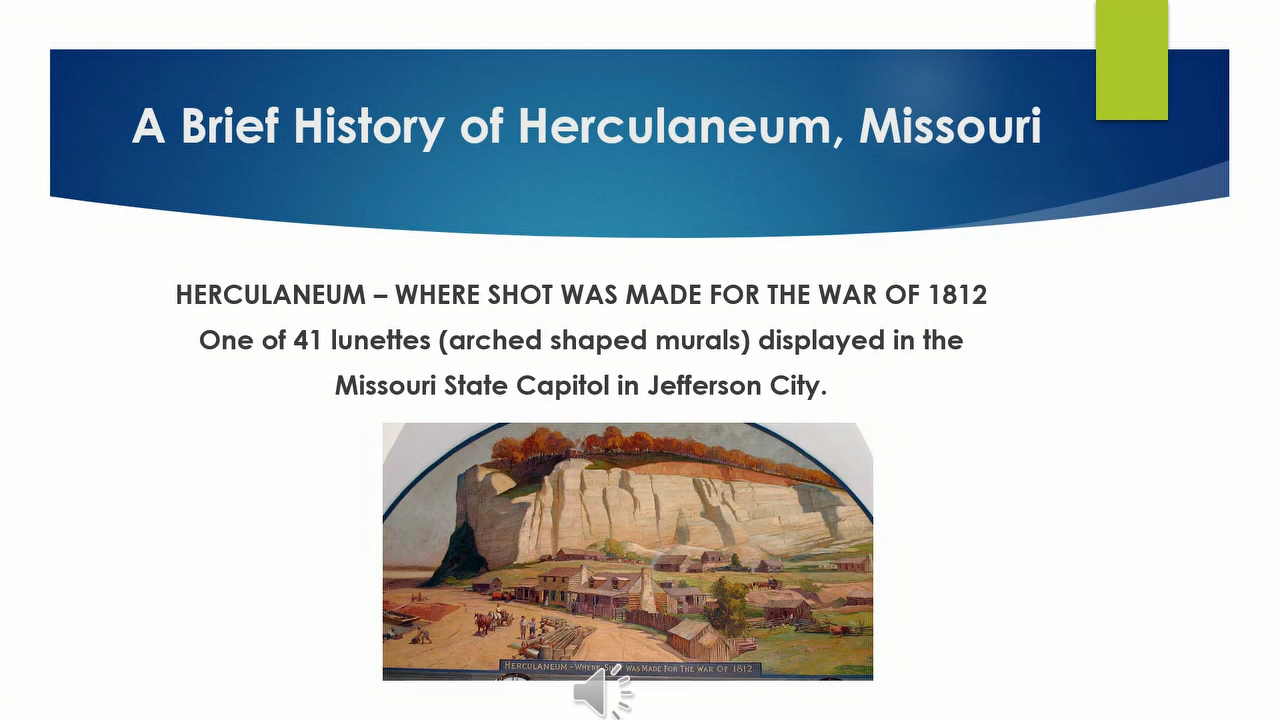 A Brief History of Herculaneum, Missouri
HERCULANEUM – WHERE SHOT WAS MADE FOR THE WAR OF 1812
One of 41 lunettes (arched shaped murals) displayed in the
Missouri State Capitol in Jefferson City.
HERCULANEUM – WHERE SHOT WAS MADE FOR THE WAR OF 1812